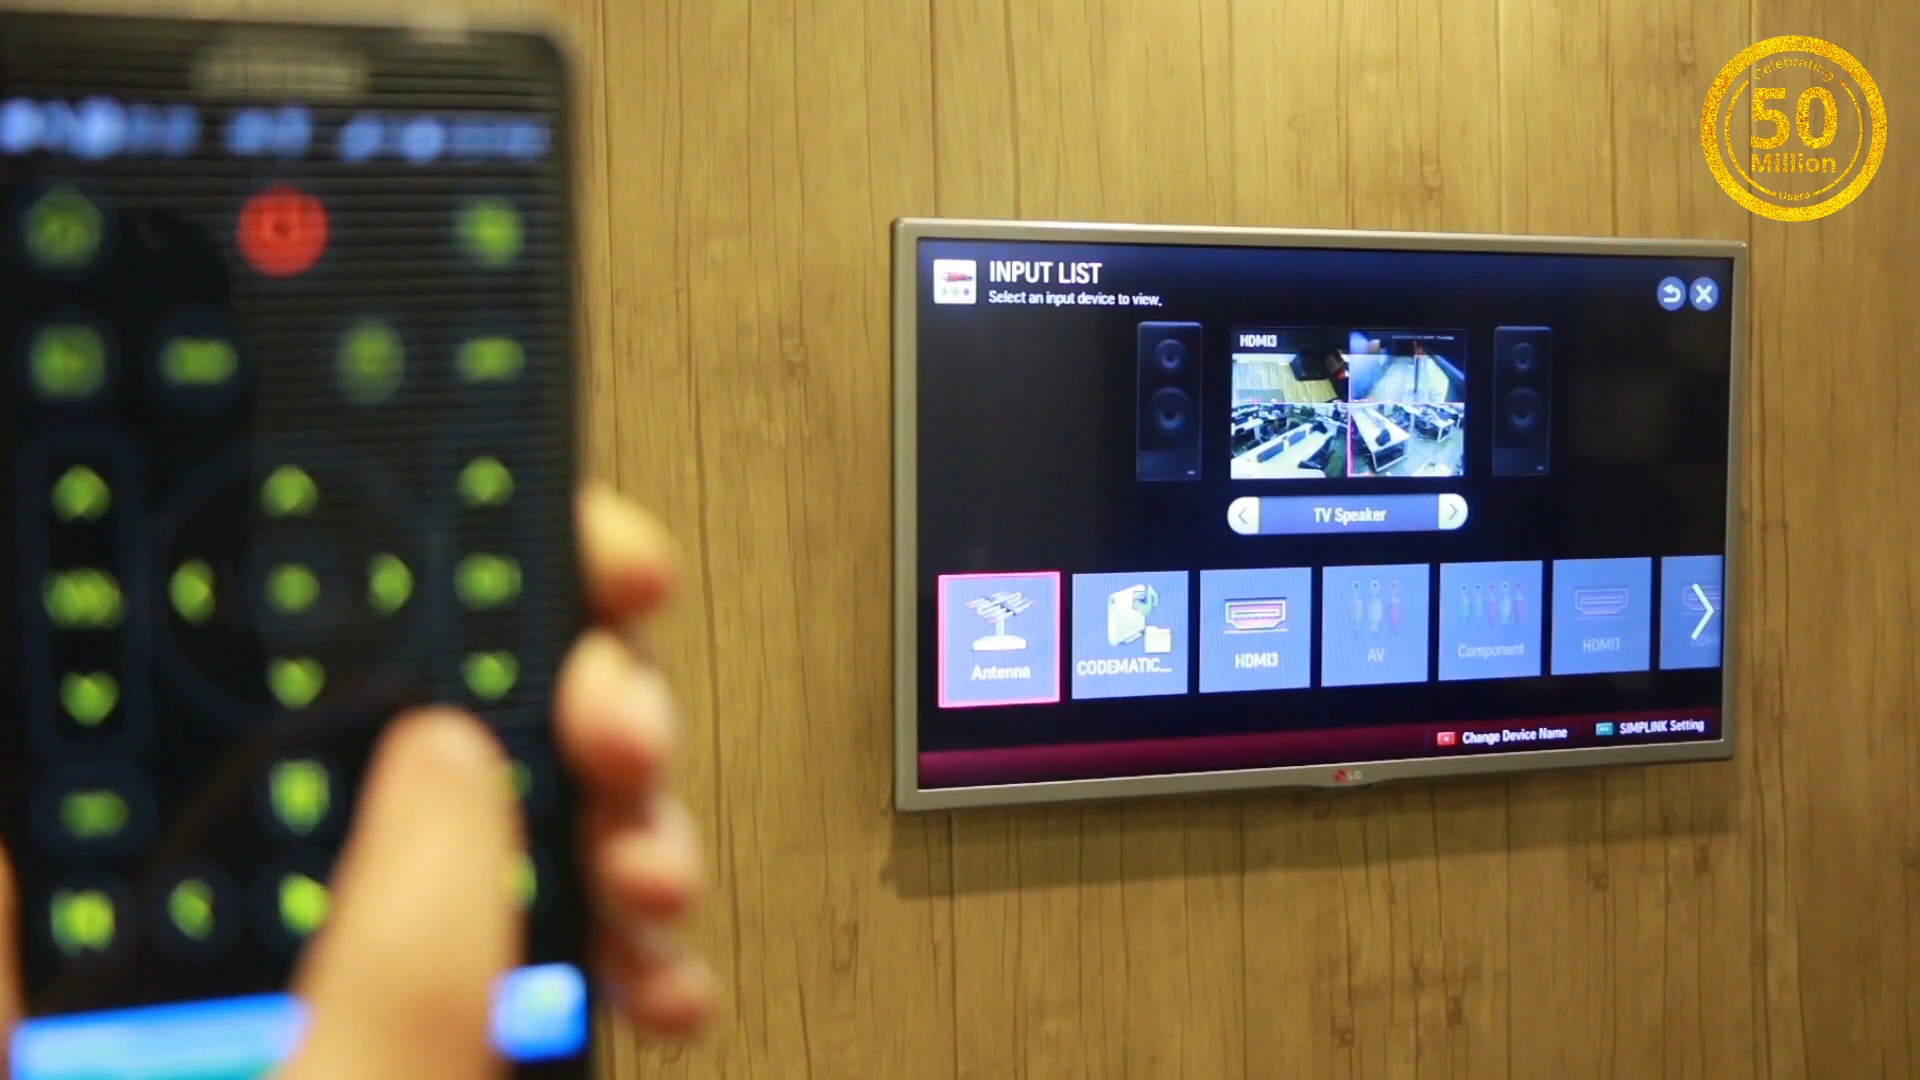 Celebrating
50
Million
Users
INPUT LIST
Select an input device to view.
HDMI3
TV Speaker
Antenna
CODEMATIC...
HDMI3
AV
Component
HDMI1
Change Device Name
SIMPLINK Setting
LG